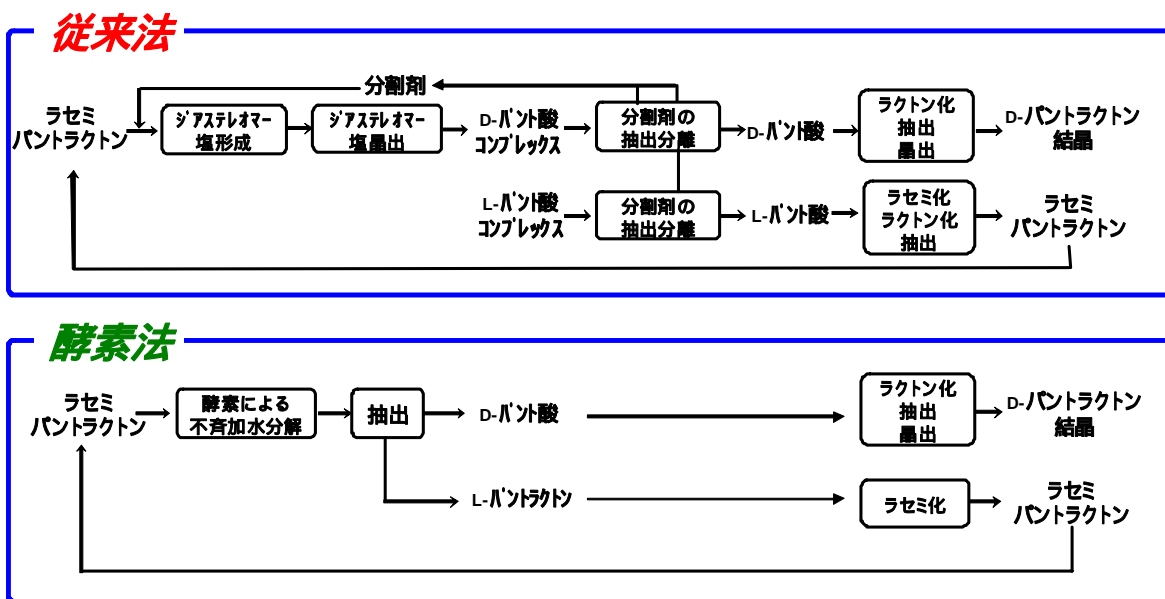 従来法
分割剤
ラセミ
パントラクトン
ジアステレオマー
塩形成
ジアステレオマー
塩晶出
D-パント酸
コンプレックス
分割剤の
抽出分離
D-パント酸
ラクトン化
抽出
晶出
D-パントラクトン
結晶
L-パント酸
コンプレックス
分割剤の
抽出分離
L-パント酸
ラセミ化
ラクトン化
抽出
ラセミ
パントラクトン
酵素法
ラセミ
パントラクトン
酵素による
不斉加水分解
抽出
D-パント酸
ラクトン化
抽出
晶出
D-パントラクトン
結晶
L-パントラクトン
ラセミ化
ラセミ
パントラクトン